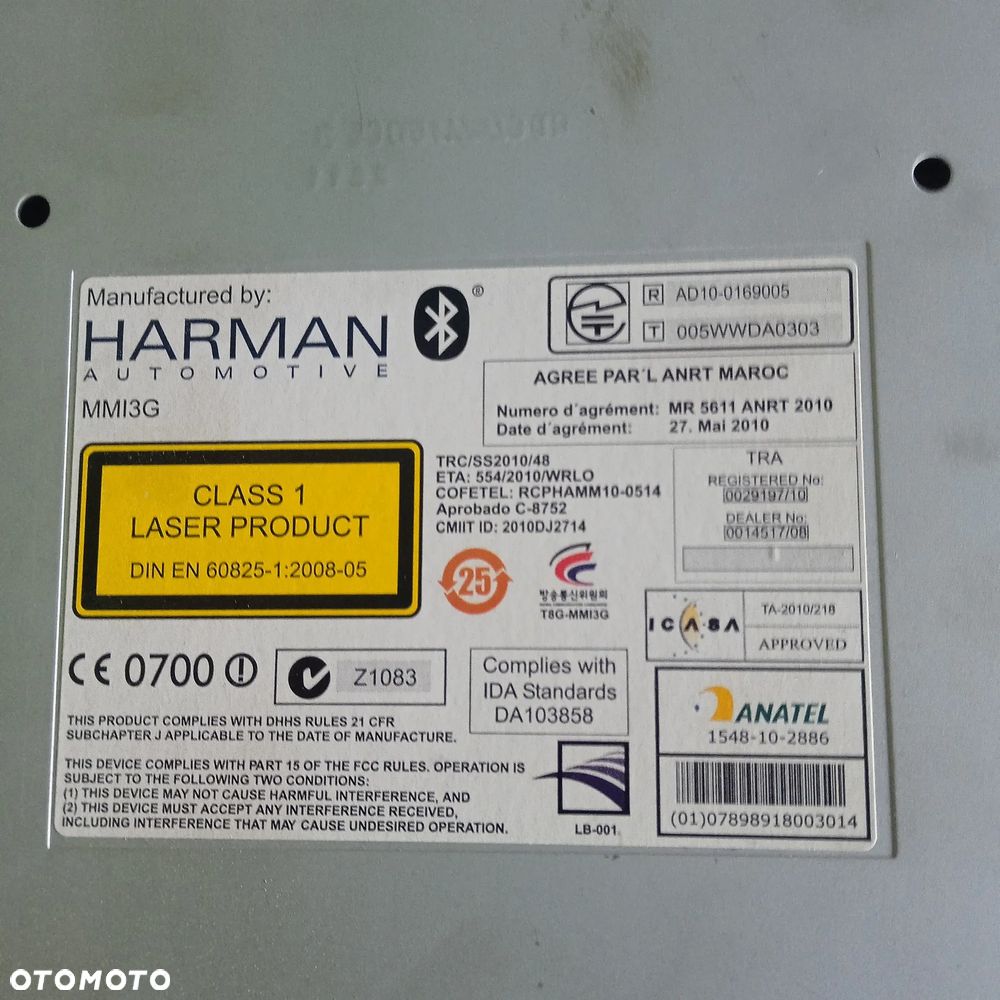 Manufactured by:
HARMAN
AUTOMOTIVE
®
MMI3G
R AD10-0169005
T 005WWDA0303
AGREE PAR´L ANRT MAROC
Numero d´agrément: MR 5611 ANRT 2010
Date d´agrément: 27. Mai 2010
CLASS 1
LASER PRODUCT
DIN EN 60825-1:2008-05
TRC/SS2010/48
ETA: 554/2010/WRLO
COFETEL: RCPHAMM10-0514
Aprobado C-8752
CMIIT ID: 2010DJ2714
25
방송통신위원회
T8G-MMI3G
TRA
REGISTERED No:
0029197/10
DEALER No:
0014517/08
ICASA
TA-2010/218
APPROVED
CE 0700
Z1083
Complies with
IDA Standards
DA103858
ANATEL
1548-10-2886
(01)07898918003014
THIS PRODUCT COMPLIES WITH DHHS RULES 21 CFR
SUBCHAPTER J APPLICABLE TO THE DATE OF MANUFACTURE.
THIS DEVICE COMPLIES WITH PART 15 OF THE FCC RULES. OPERATION IS
SUBJECT TO THE FOLLOWING TWO CONDITIONS:
(1) THIS DEVICE MAY NOT CAUSE HARMFUL INTERFERENCE, AND
(2) THIS DEVICE MUST ACCEPT ANY INTERFERENCE RECEIVED,
INCLUDING INTERFERENCE THAT MAY CAUSE UNDESIRED OPERATION.
LB-001
OTOMOTO